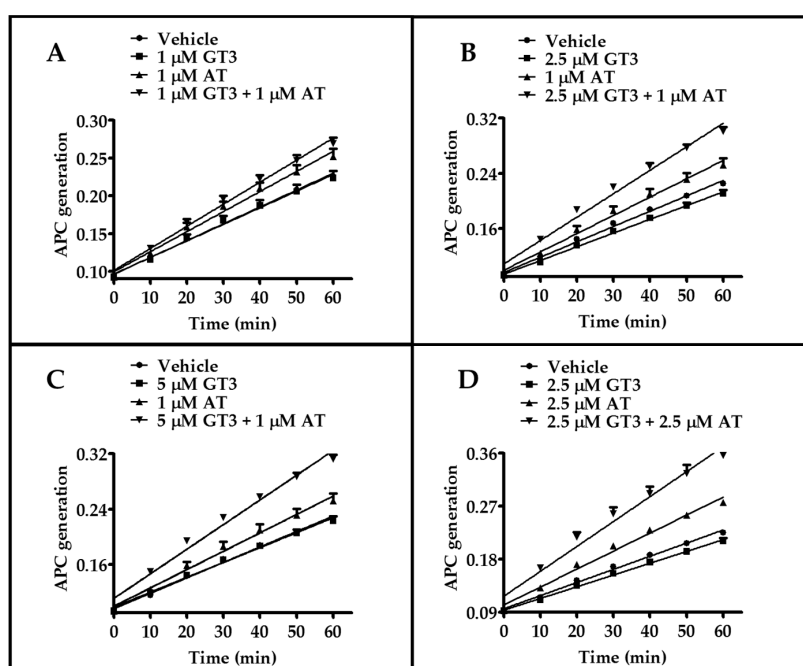 A
Vehicle
1 μM GT3
1 μM AT
1 μM GT3 + 1 μM AT
0.30
0.25
0.20
0.15
0.10
APC generation
0 10 20 30 40 50 60
Time (min)
B
Vehicle
2.5 μM GT3
1 μM AT
2.5 μM GT3 + 1 μM AT
0.32
0.24
0.16
APC generation
0 10 20 30 40 50 60
Time (min)
C
Vehicle
5 μM GT3
1 μM AT
5 μM GT3 + 1 μM AT
0.32
0.24
0.16
APC generation
0 10 20 30 40 50 60
Time (min)
D
Vehicle
2.5 μM GT3
2.5 μM AT
2.5 μM GT3 + 2.5 μM AT
0.36
0.27
0.18
0.09
APC generation
0 10 20 30 40 50 60
Time (min)